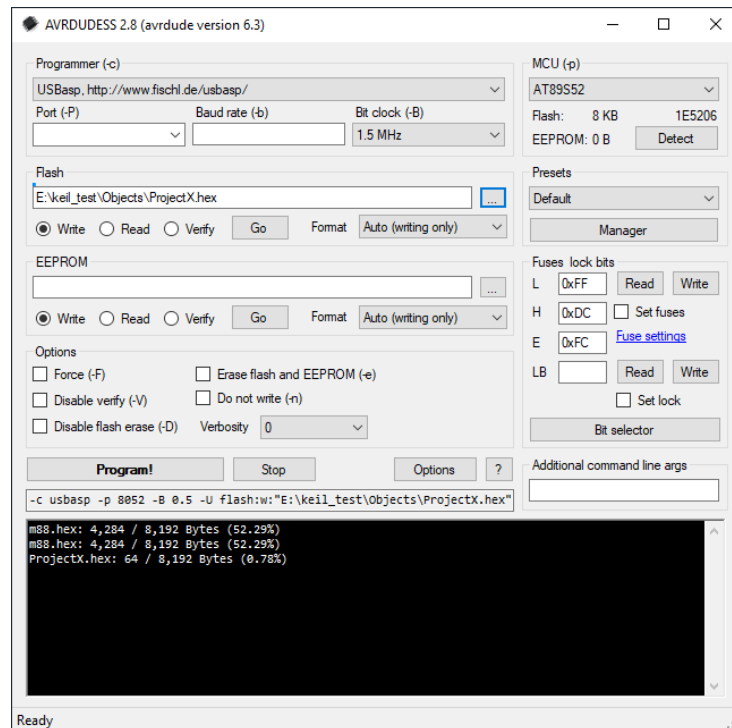 AVRDUDESS 2.8 (avrdude version 6.3)
Programmer (-c)
USBasp, http://www.fischl.de/usbasp/
Port (-P)
Baud rate (-b)
Bit clock (-B)
1.5 MHz
MCU (-p)
AT89S52
Flash: 8 KB 1E5206
EEPROM: 0 B Detect
Flash
E:\keil_test\Objects\ProjectX.hex ...
Write Read Verify Go Format Auto (writing only)
Presets
Default
Manager
EEPROM
...
Write Read Verify Go Format Auto (writing only)
Fuses lock bits
L 0xFF Read Write
H 0xDC Set fuses
E 0xFC Fuse settings
LB Read Write
Set lock
Bit selector
Options
Force (-F) Erase flash and EEPROM (-e)
Disable verify (-V) Do not write (-n)
Disable flash erase (-D) Verbosity 0
Program! Stop Options ?
Additional command line args
-c usbasp -p 8052 -B 0.5 -U flash:w:"E:\keil_test\Objects\ProjectX.hex"
m88.hex: 4,284 / 8,192 Bytes (52.29%)
m88.hex: 4,284 / 8,192 Bytes (52.29%)
ProjectX.hex: 64 / 8,192 Bytes (0.78%)
Ready